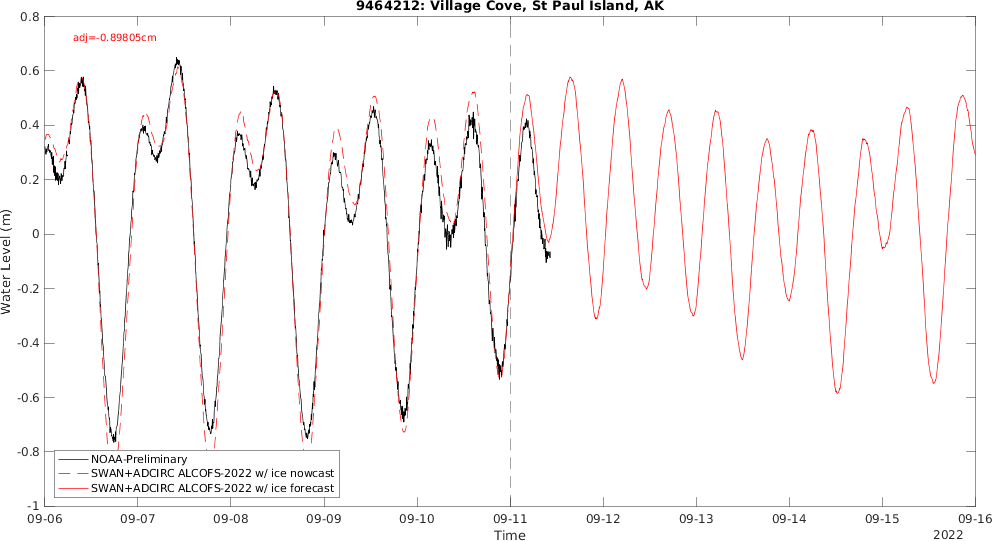 9464212: Village Cove, St Paul Island, AK
adj=-0.89805cm
0.8
0.6
0.4
0.2
0
-0.2
-0.4
-0.6
-0.8
-1
Water Level (m)
NOAA-Preliminary
SWAN+ADCIRC ALCOFS-2022 w/ ice nowcast
SWAN+ADCIRC ALCOFS-2022 w/ ice forecast
09-06 09-07 09-08 09-09 09-10 09-11 09-12 09-13 09-14 09-15 09-16
Time
2022